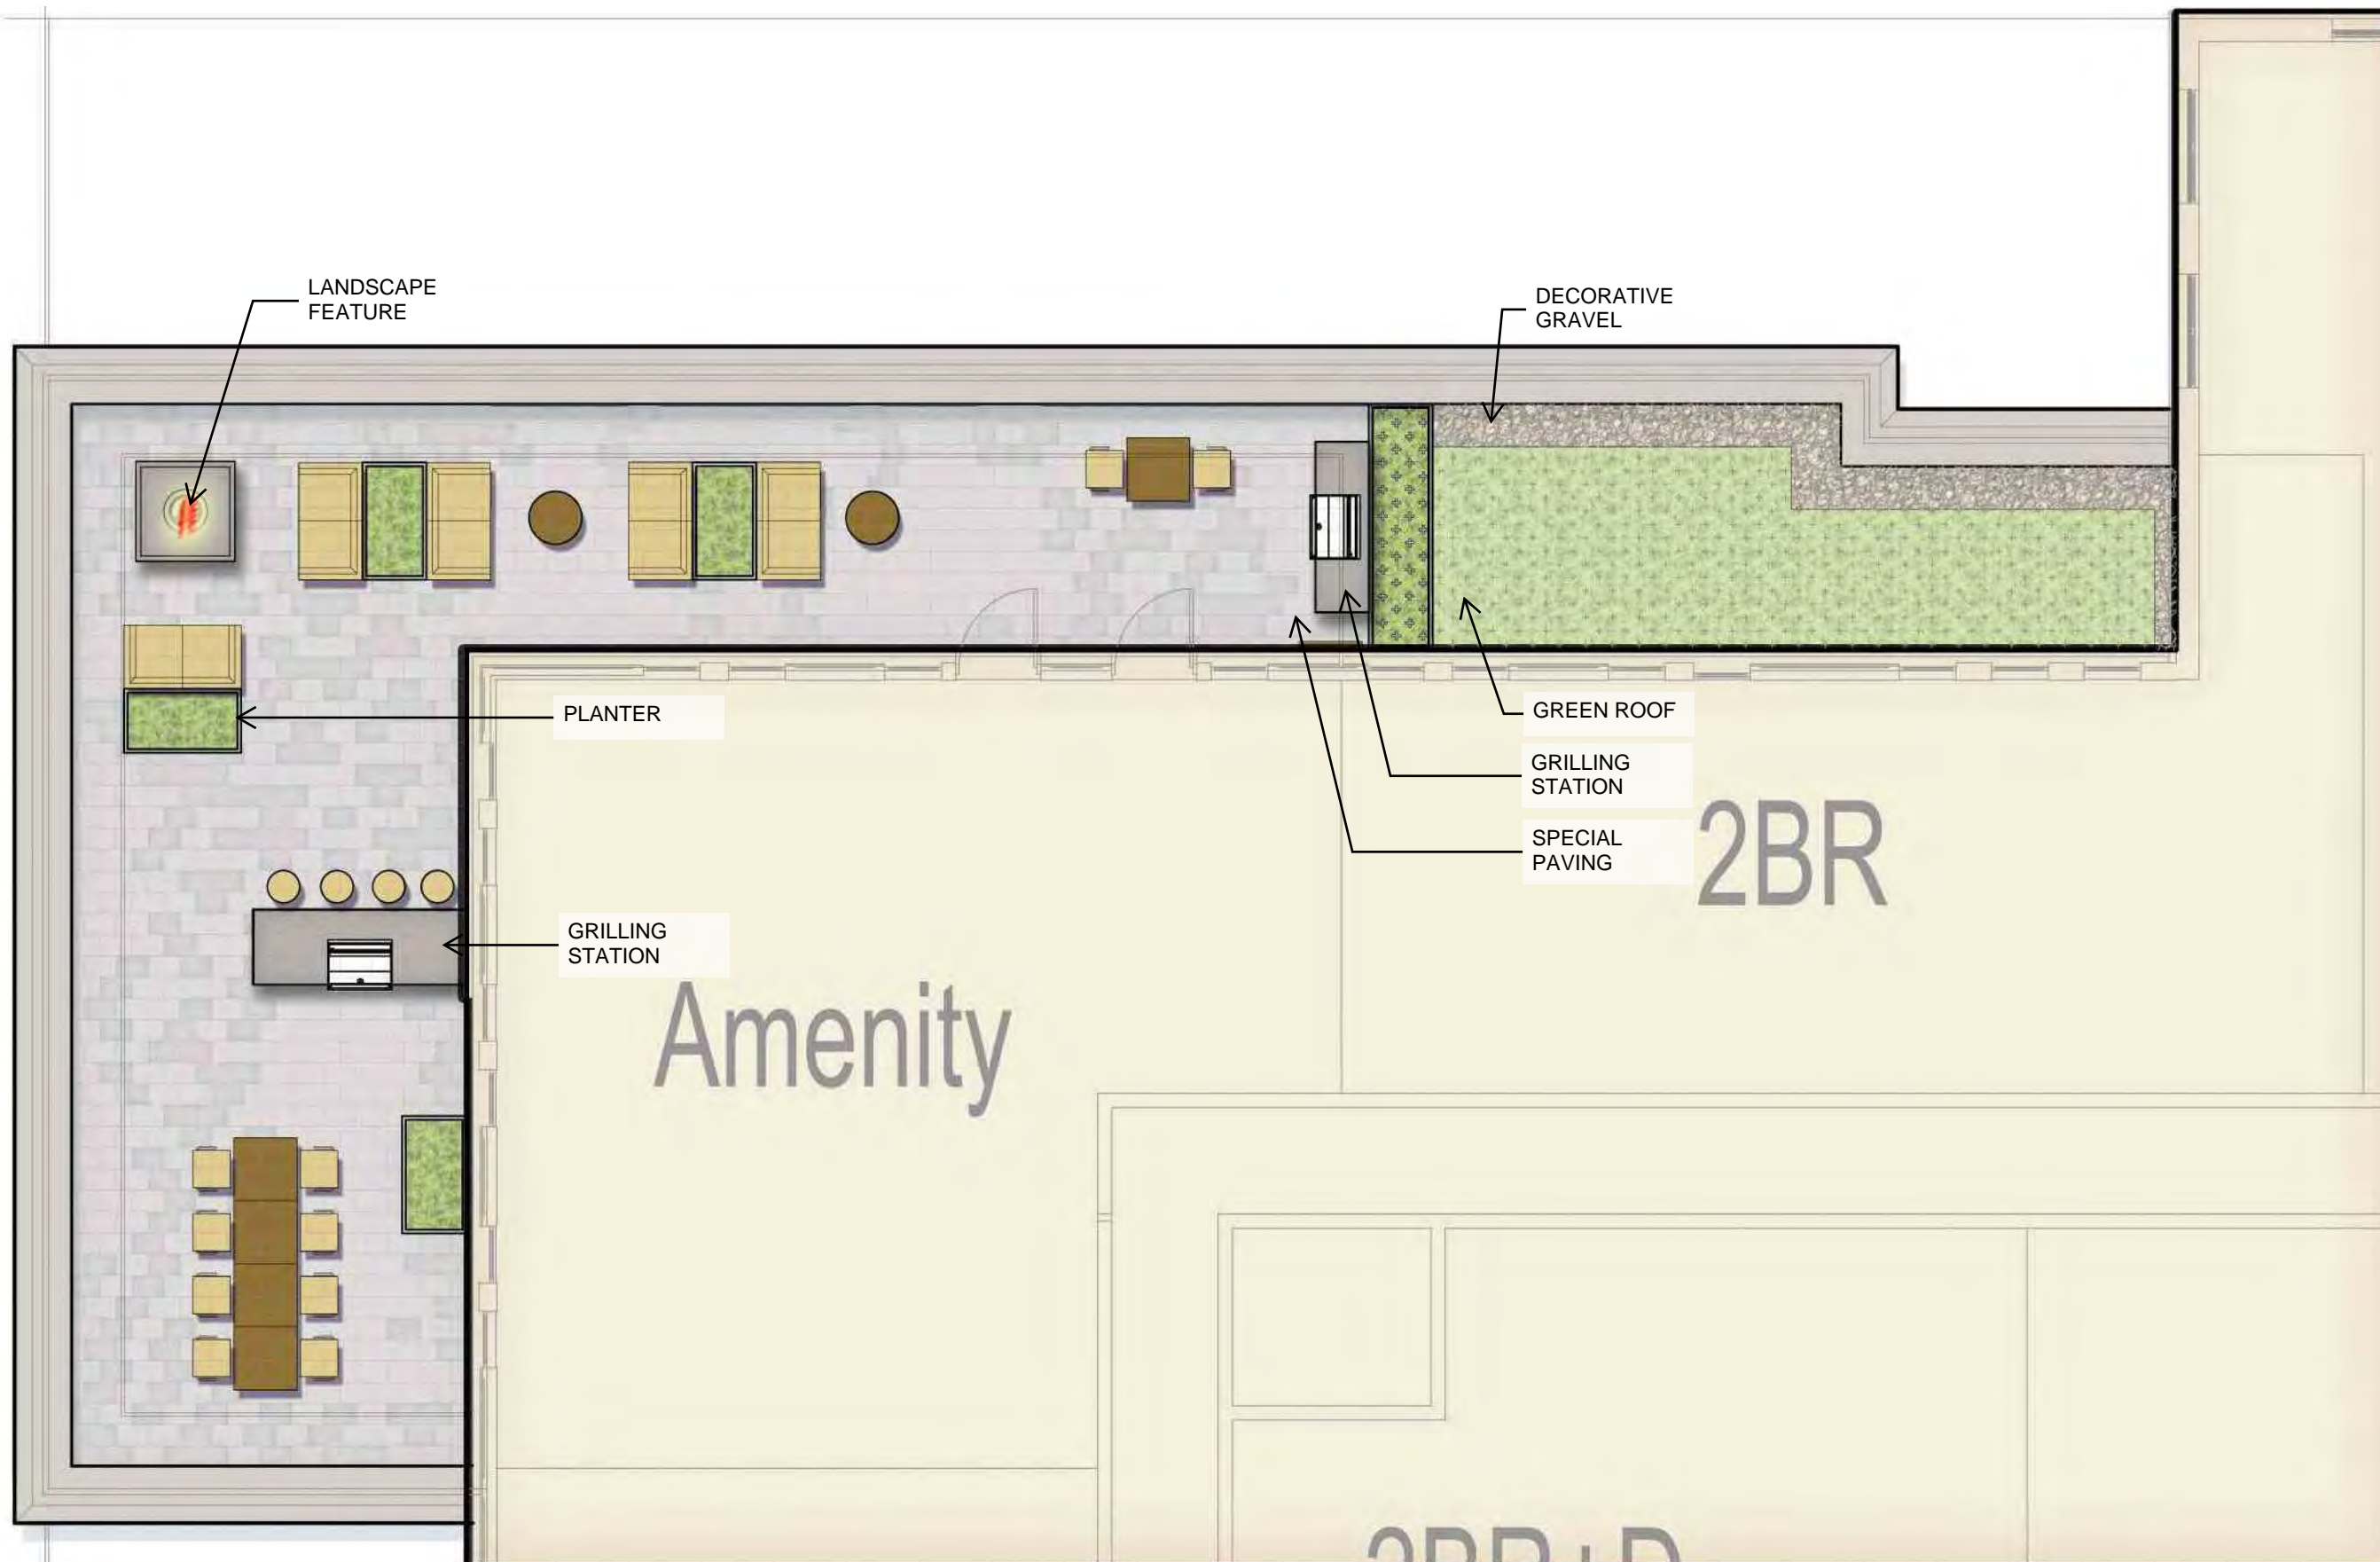 LANDSCAPE
FEATURE
DECORATIVE
GRAVEL
PLANTER
GREEN ROOF
GRILLING
STATION
SPECIAL
PAVING
2BR
GRILLING
STATION
Amenity